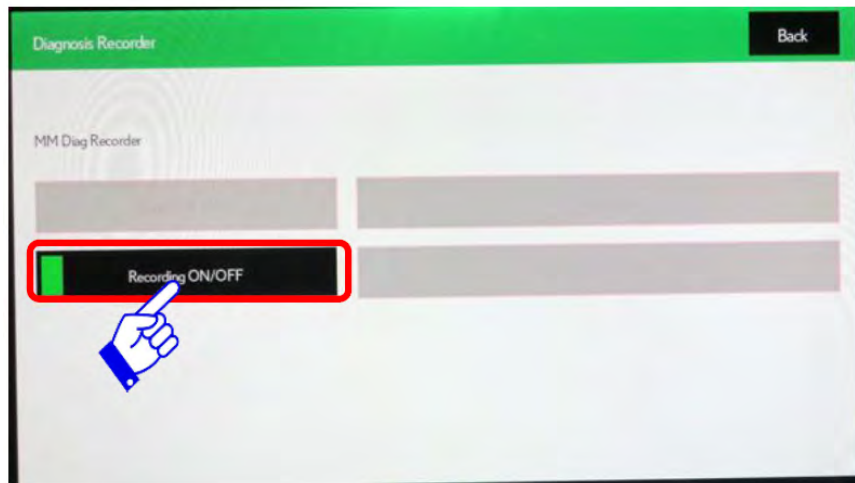 Diagnosis Recorder
Back
MM Diag Recorder
Recording ON/OFF